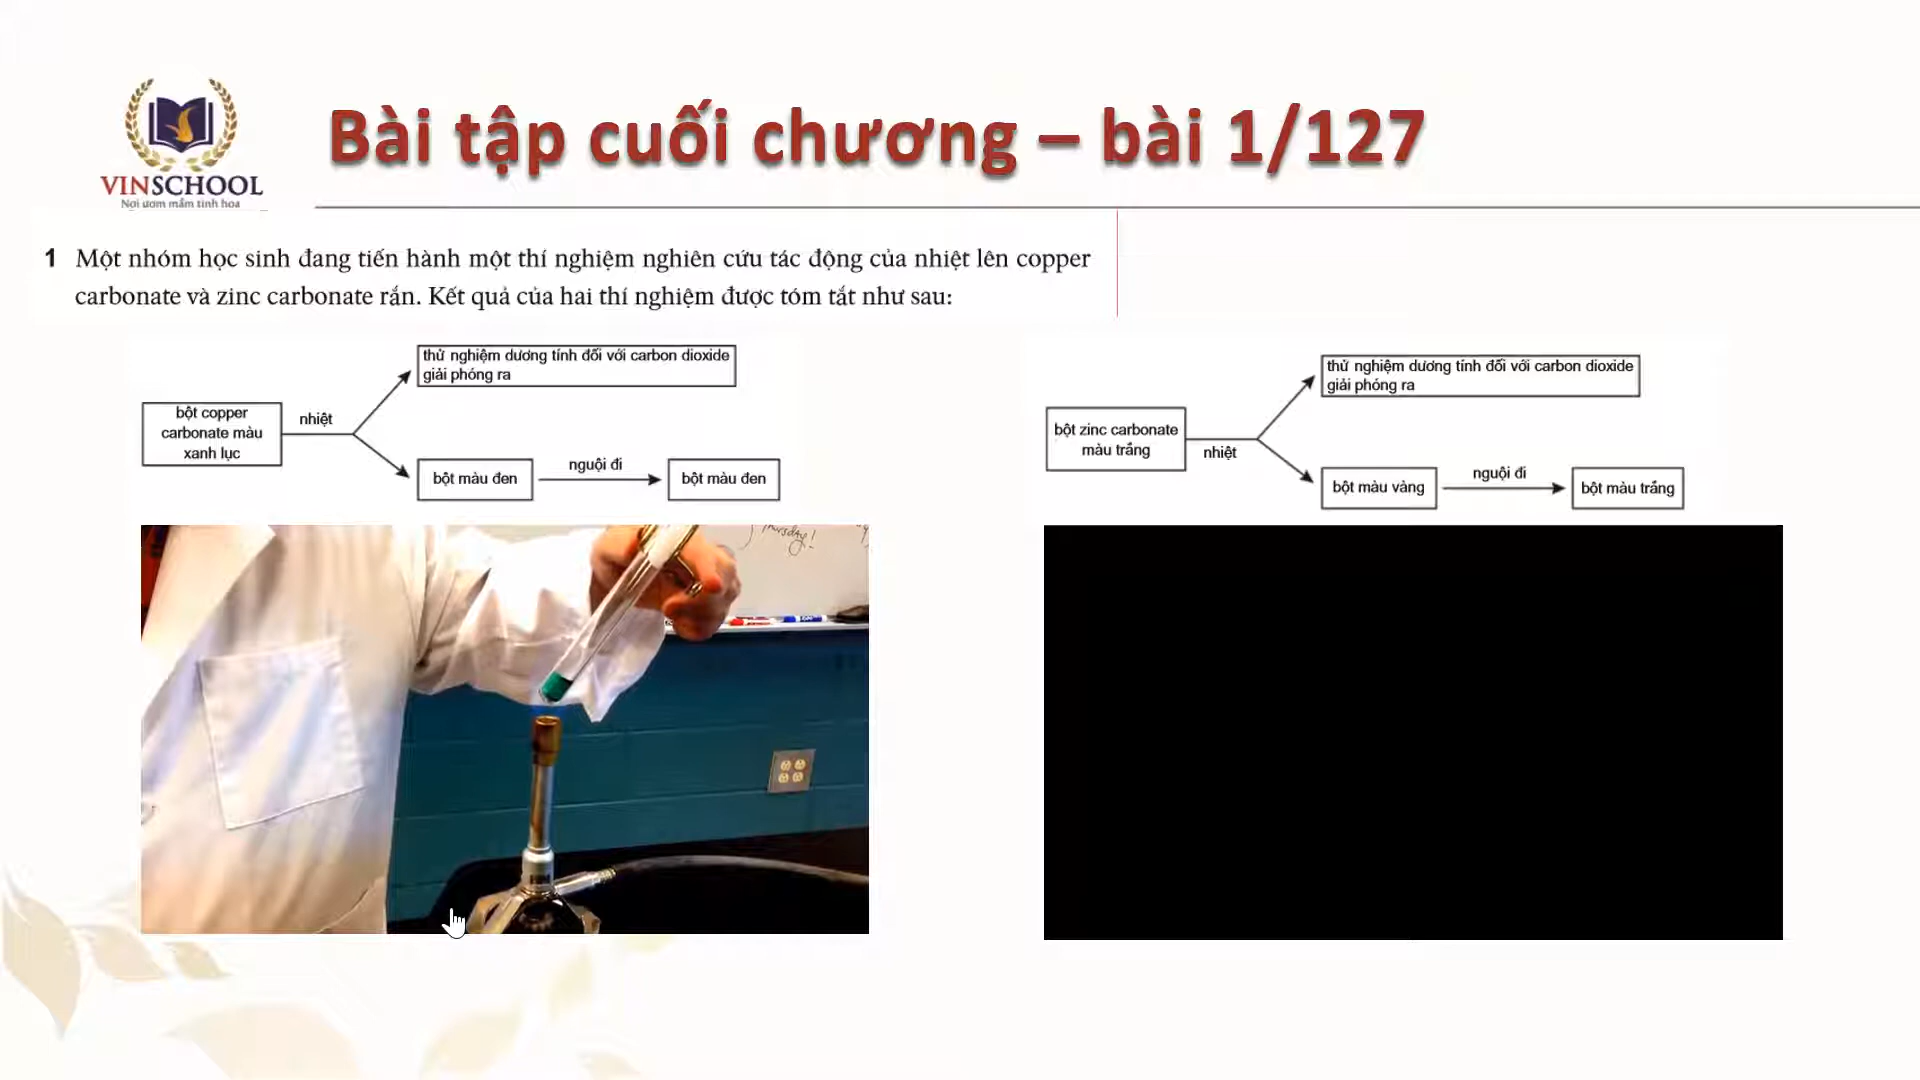 VINSCHOOL
Nơi ươm mầm tinh hoa
Bài tập cuối chương – bài 1/127
1 Một nhóm học sinh đang tiến hành một thí nghiệm nghiên cứu tác động của nhiệt lên copper
carbonate và zinc carbonate rắn. Kết quả của hai thí nghiệm được tóm tắt như sau:
thử nghiệm dương tính đối với carbon dioxide
giải phóng ra
bột copper
carbonate màu
xanh lục
nhiệt
bột màu đen
nguội đi
bột màu đen
thử nghiệm dương tính đối với carbon dioxide
giải phóng ra
bột zinc carbonate
màu trắng
nhiệt
bột màu vàng
nguội đi
bột màu trắng
Thursday!